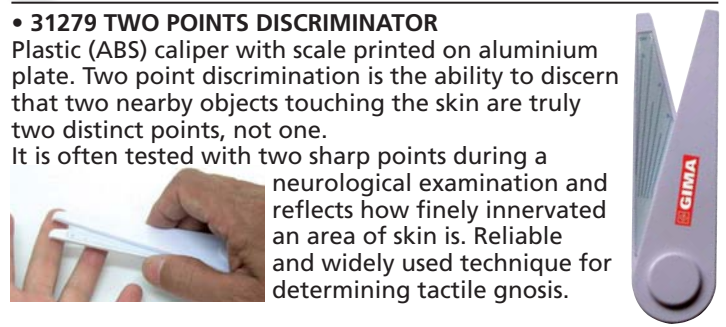 • 31279 TWO POINTS DISCRIMINATOR
Plastic (ABS) caliper with scale printed on aluminium
plate. Two point discrimination is the ability to discern
that two nearby objects touching the skin are truly
two distinct points, not one.
It is often tested with two sharp points during a
neurological examination and
reflects how finely innervated
an area of skin is. Reliable
and widely used technique for
determining tactile gnosis.
GIMA